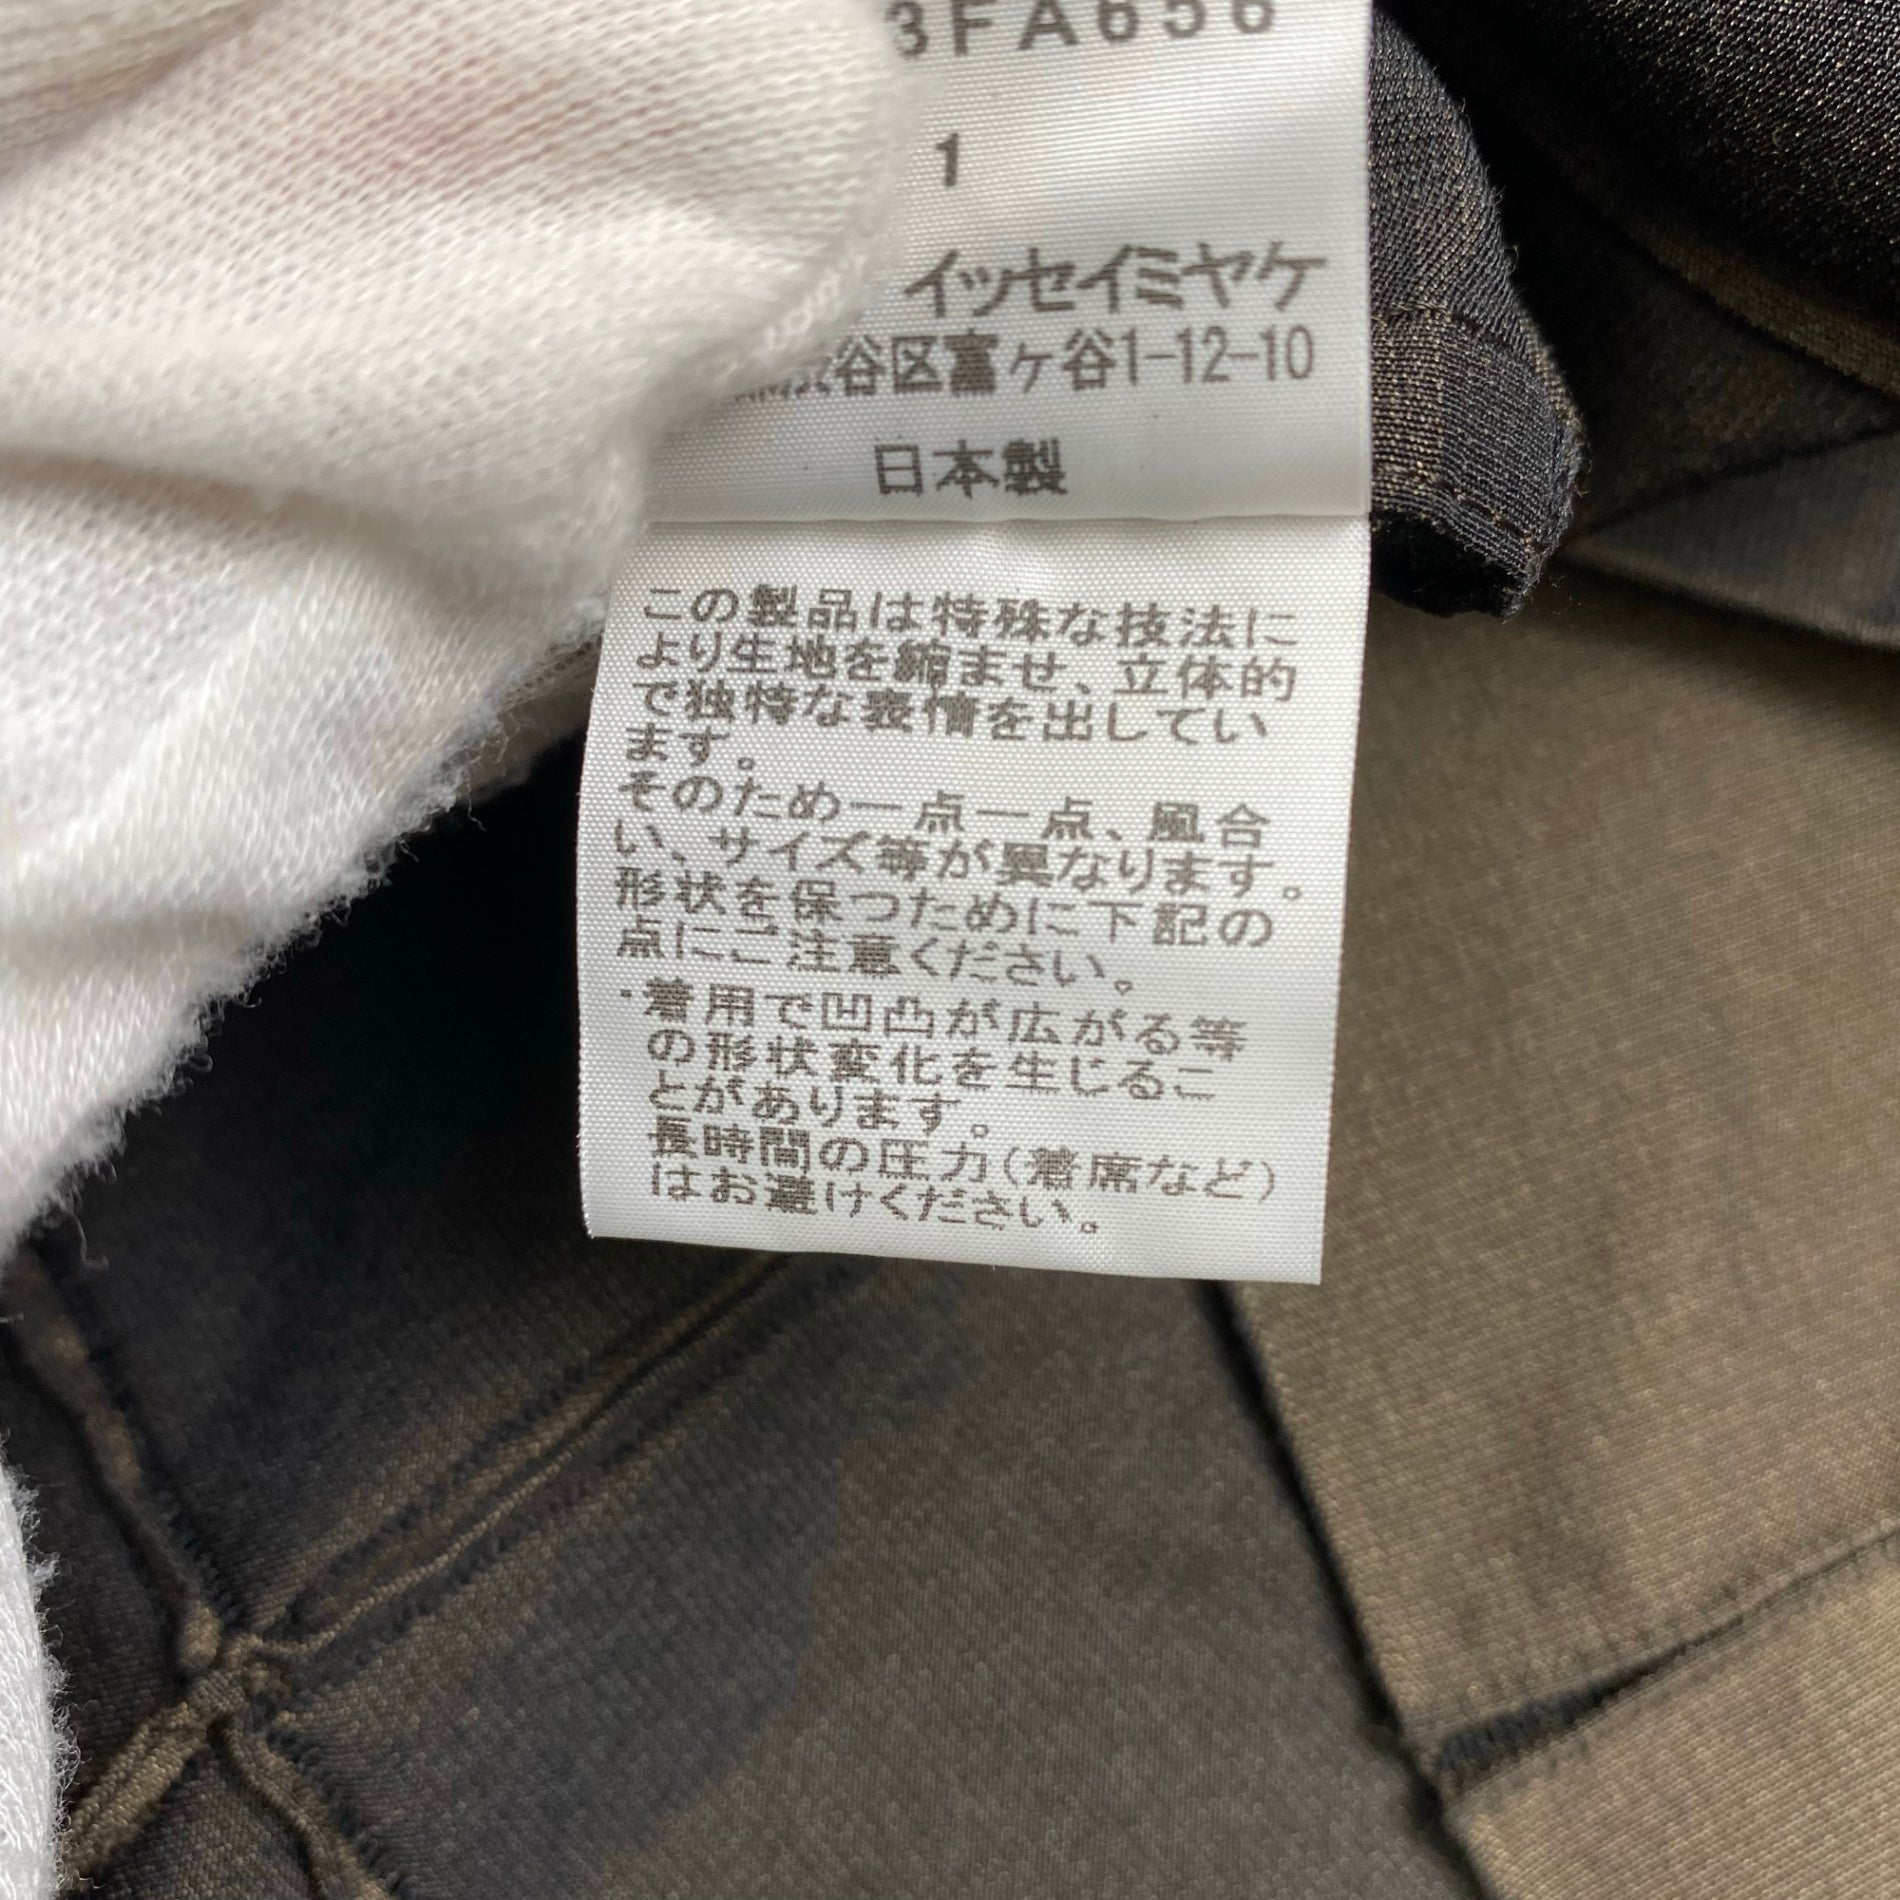 3FA656
1
イッセイミヤケ
谷区富ヶ谷1-12-10
日本製
この製品は特殊な技法に
より生地を縮ませ、立体的
で独特な表情を出してい
ます。
そのため一点一点、風合
い、サイズ等が異なります。
形状を保つために下記の
点にご注意ください。
・着用で凹凸が広がる等
の形状変化を生じるこ
とがあります。
長時間の圧力(着席など)
はお避けください。